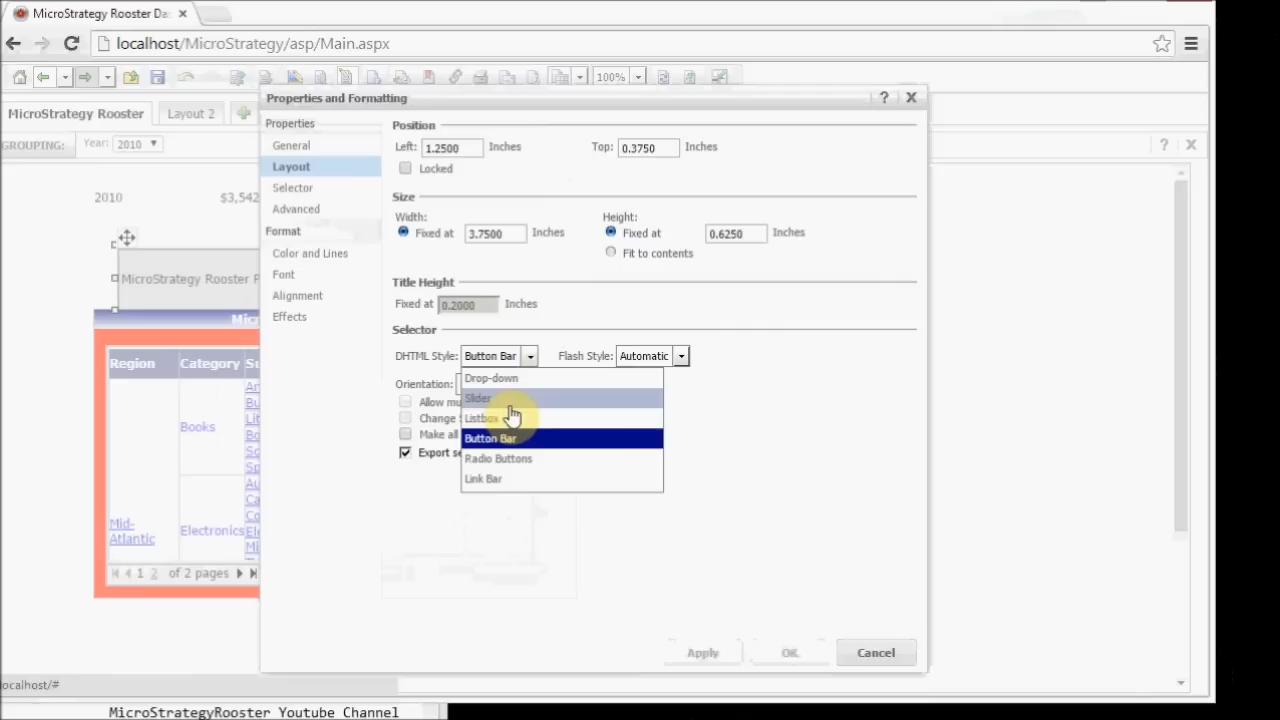 MicroStrategy Rooster Da
localhost/MicroStrategy/asp/Main.aspx
100%
MicroStrategy Rooster
Layout 2
GROUPING:
Year: 2010
2010
$3,542
MicroStrategy Rooster
Region
Category
Books
Mid-
Atlantic
Electronics
1 2 of 2 pages
Properties and Formatting
Properties
General
Layout
Selector
Advanced
Format
Color and Lines
Font
Alignment
Effects
Position
Left: 1.2500 Inches
Top: 0.3750 Inches
Locked
Size
Width:
Fixed at 3.7500 Inches
Height:
Fixed at 0.6250 Inches
Fit to contents
Title Height
Fixed at 0.2000 Inches
Selector
DHTML Style: Button Bar
Flash Style: Automatic
Drop-down
Slider
Listbox
Button Bar
Radio Buttons
Link Bar
Orientation:
Allow mu
Change
Make all
Export se
Apply
OK
Cancel
localhost/#
MicroStrategyRooster Youtube Channel